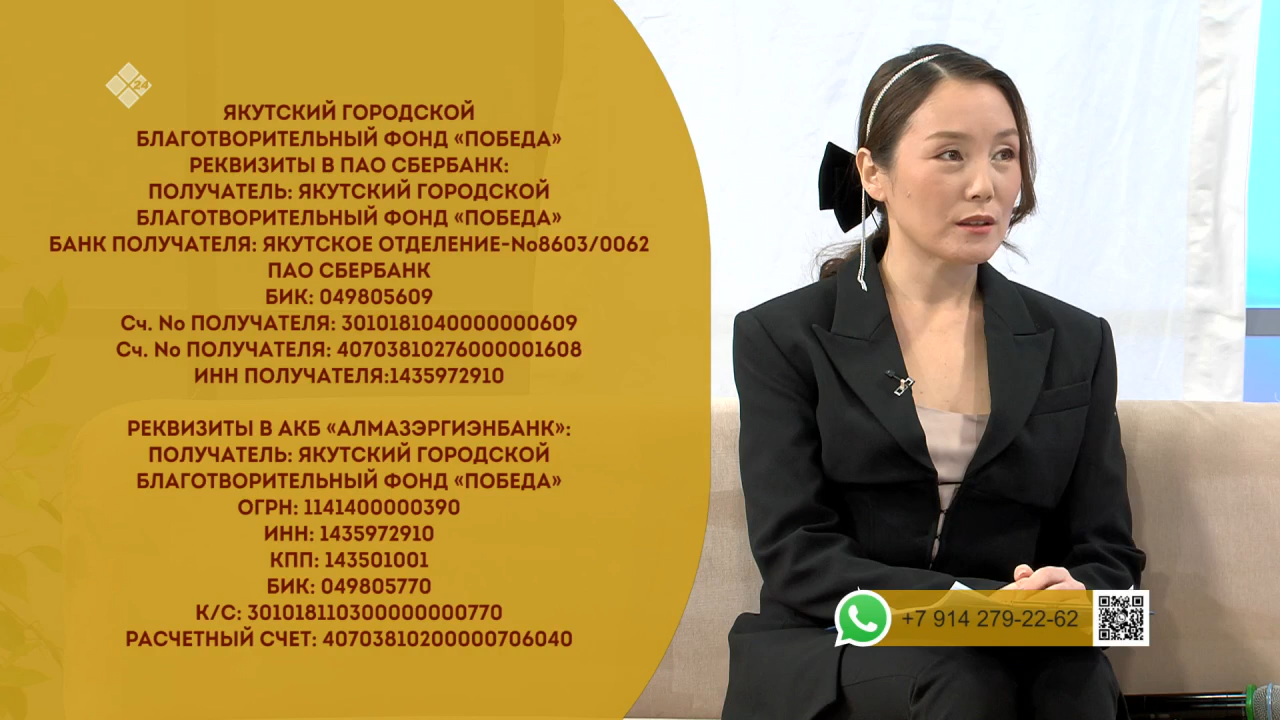 Х24
ЯКУТСКИЙ ГОРОДСКОЙ
БЛАГОТВОРИТЕЛЬНЫЙ ФОНД «ПОБЕДА»
РЕКВИЗИТЫ В ПАО СБЕРБАНК:
ПОЛУЧАТЕЛЬ: ЯКУТСКИЙ ГОРОДСКОЙ
БЛАГОТВОРИТЕЛЬНЫЙ ФОНД «ПОБЕДА»
БАНК ПОЛУЧАТЕЛЯ: ЯКУТСКОЕ ОТДЕЛЕНИЕ-No8603/0062
ПАО СБЕРБАНК
БИК: 049805609
Сч. No ПОЛУЧАТЕЛЯ: 3010181040000000609
Сч. No ПОЛУЧАТЕЛЯ: 40703810276000001608
ИНН ПОЛУЧАТЕЛЯ:1435972910
РЕКВИЗИТЫ В АКБ «АЛМАЗЭРГИЭНБАНК»:
ПОЛУЧАТЕЛЬ: ЯКУТСКИЙ ГОРОДСКОЙ
БЛАГОТВОРИТЕЛЬНЫЙ ФОНД «ПОБЕДА»
ОГРН: 1141400000390
ИНН: 1435972910
КПП: 143501001
БИК: 049805770
К/С: 301018110300000000770
РАСЧЕТНЫЙ СЧЕТ: 40703810200000706040
+7 914 279-22-62